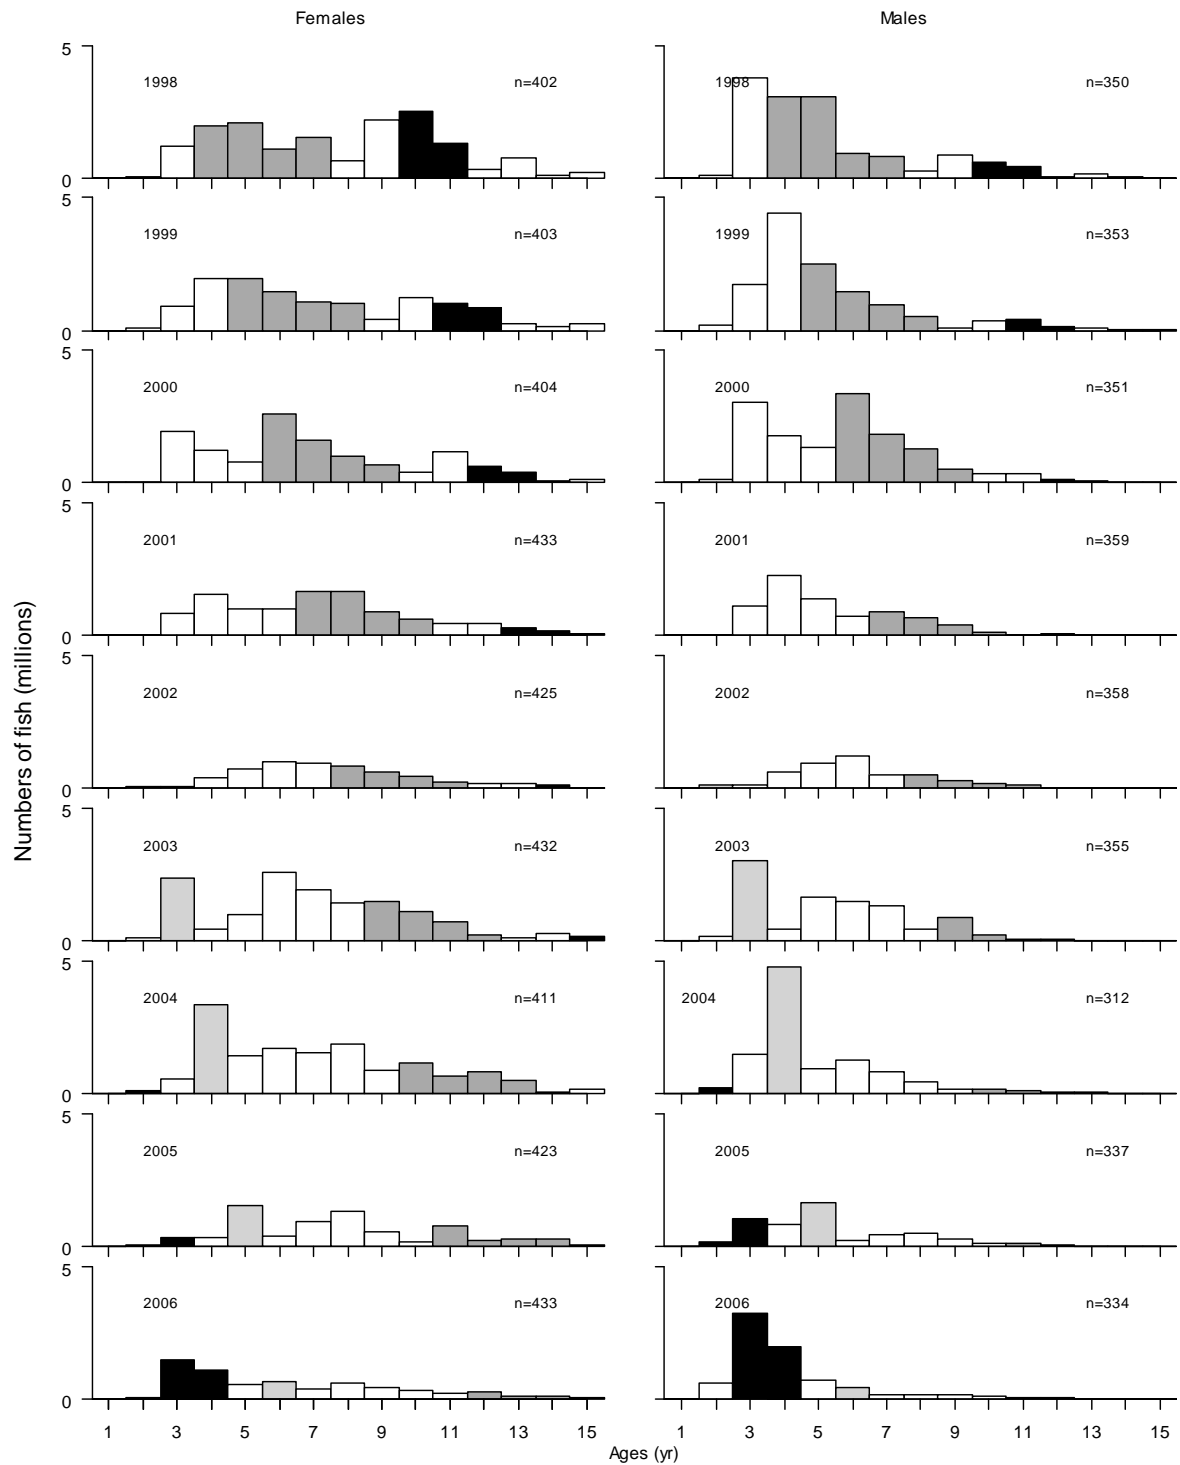 Females Males
5
1998 n=402 1998 n=350
0
5
1999 n=403 1999 n=353
0
5
2000 n=404 2000 n=351
0
5
2001 n=433 2001 n=359
0
5
2002 n=425 2002 n=358
0
5
2003 n=432 2003 n=355
0
5
2004 n=411 2004 n=312
0
5
2005 n=423 2005 n=337
0
5
2006 n=433 2006 n=334
0
1 3 5 7 9 11 13 15 1 3 5 7 9 11 13 15
Ages (yr)
Numbers of fish (millions)